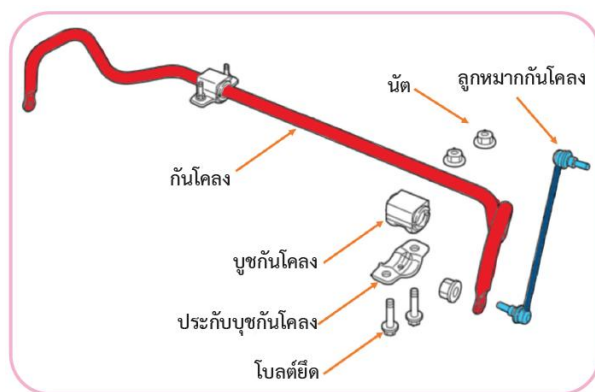 นัต
ลูกหมากกันโคลง
กันโคลง
บูชกันโคลง
ประกับบุชกันโคลง
โบลต์ยึด